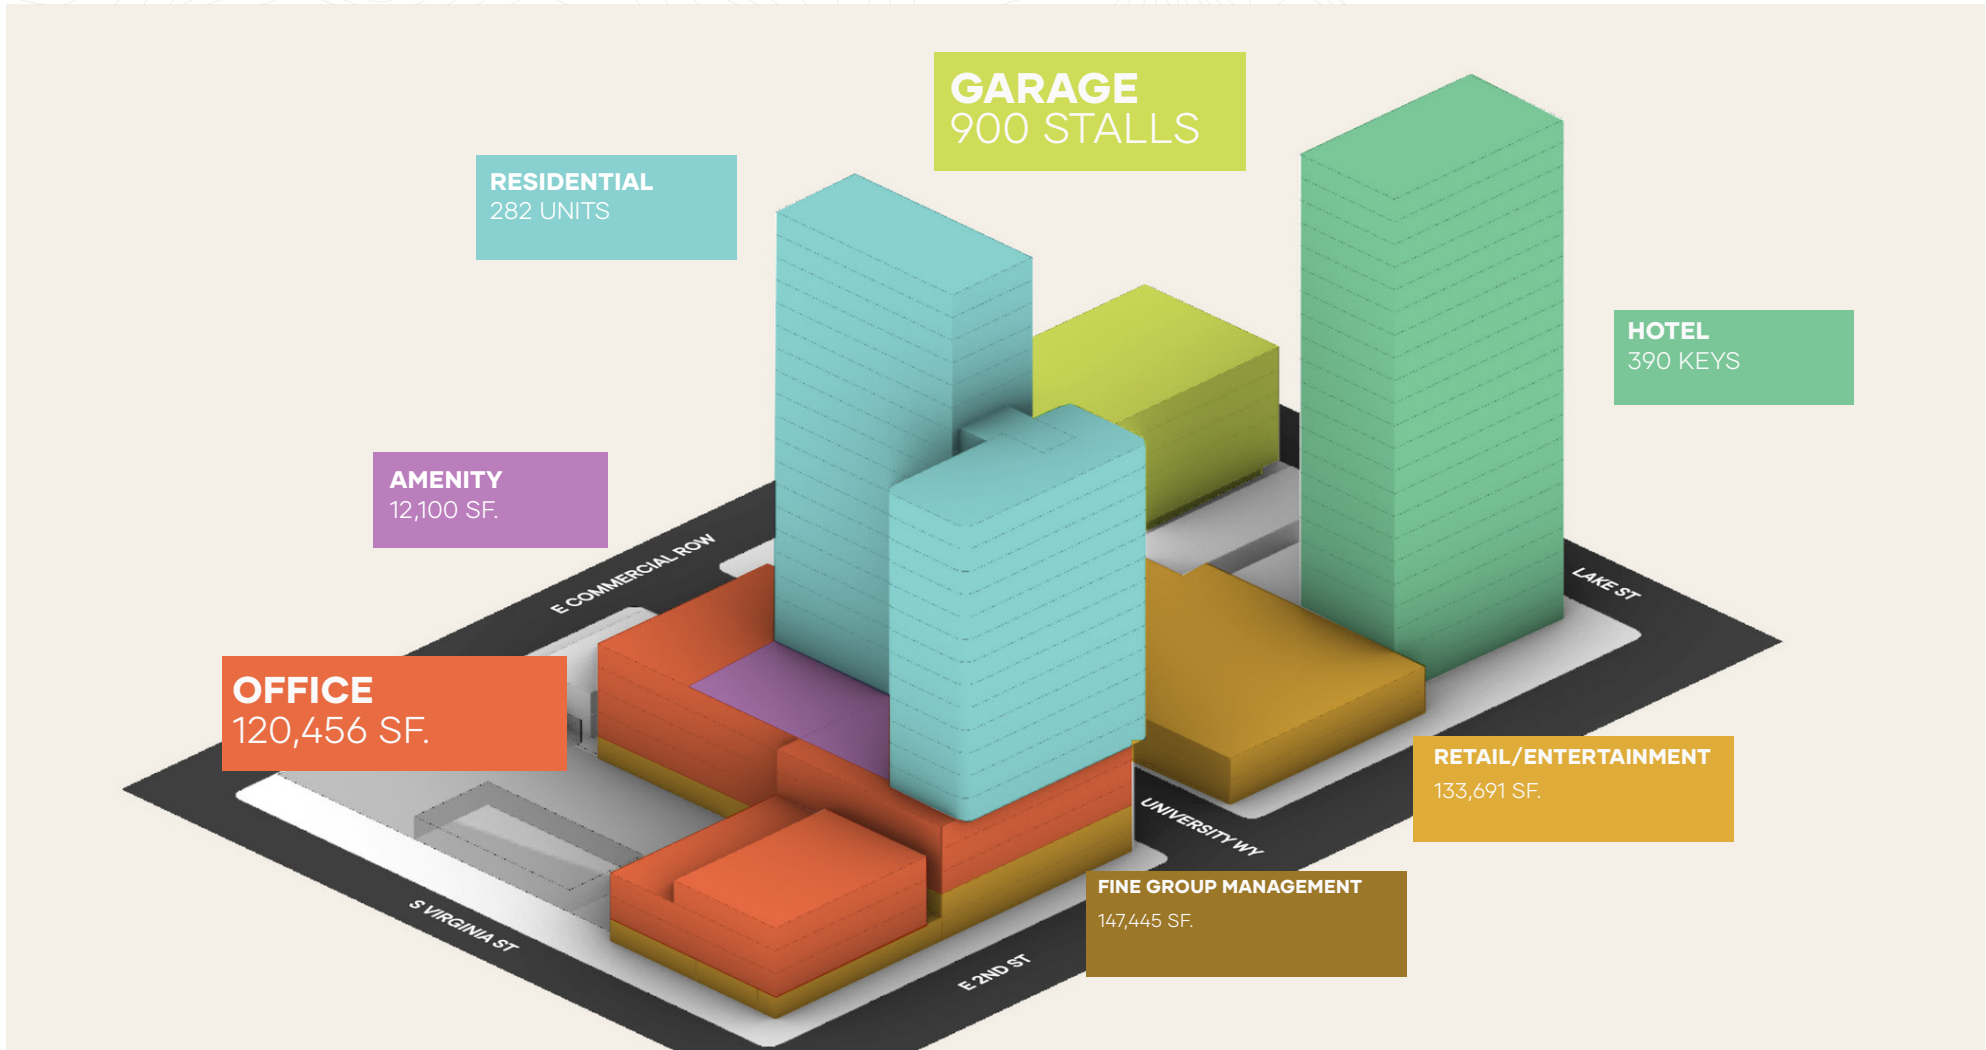 GARAGE
900 STALLS
RESIDENTIAL
282 UNITS
HOTEL
390 KEYS
AMENITY
12,100 SF.
E COMMERCIAL ROW
LAKE ST
OFFICE
120,456 SF.
RETAIL/ENTERTAINMENT
133,691 SF.
UNIVERSITY WY
FINE GROUP MANAGEMENT
147,445 SF.
S VIRGINIA ST
E 2ND ST